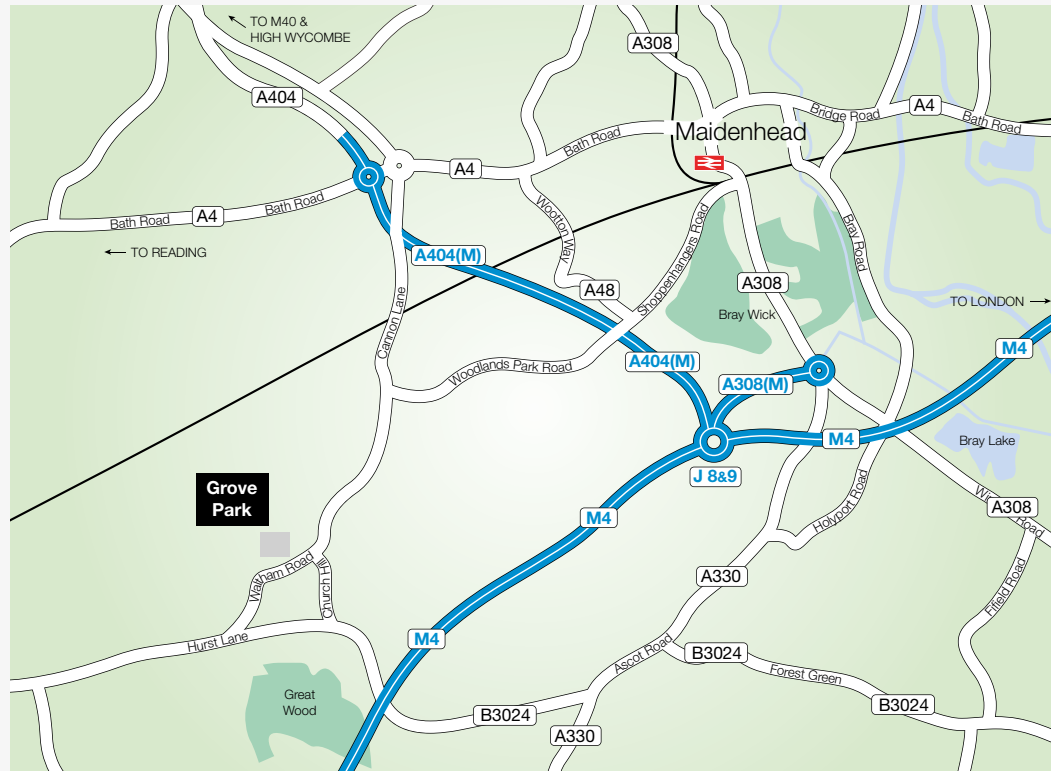 TO M40 &
HIGH WYCOMBE
A308
A404
Bridge Road
A4
Bath Road
Maidenhead
Bath Road
A4
Bath Road
A4
Bath Road
TO READING
Wootton Way
Shoppenhangers Road
Bray Road
A404(M)
A48
A308
TO LONDON
Bray Wick
Cannon Lane
M4
A404(M)
Woodlands Park Road
A308(M)
M4
Bray Lake
J 8&9
Grove
Park
Holyport Road
A308
M4
Waltham Road
Church Hill
A330
Fifield Road
Hurst Lane
M4
Ascot Road
B3024
Forest Green
Great
Wood
B3024
B3024
A330